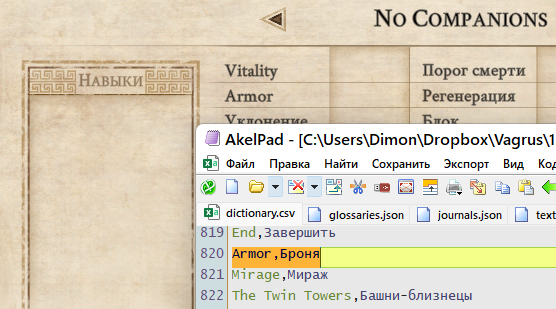 No Companions
Навыки
Vitality
Порог смерти
Armor
Регенерация
Уклонение
Блок
AkelPad - [C:\Users\Dimon\Dropbox\Vagrus\1
Файл Правка Найти Сохранить Экспорт Вид Код
dictionary.csv glossaries.json journals.json text
819 End,Завершить
820 Armor,Броня
821 Mirage,Мираж
822 The Twin Towers,Башни-близнецы